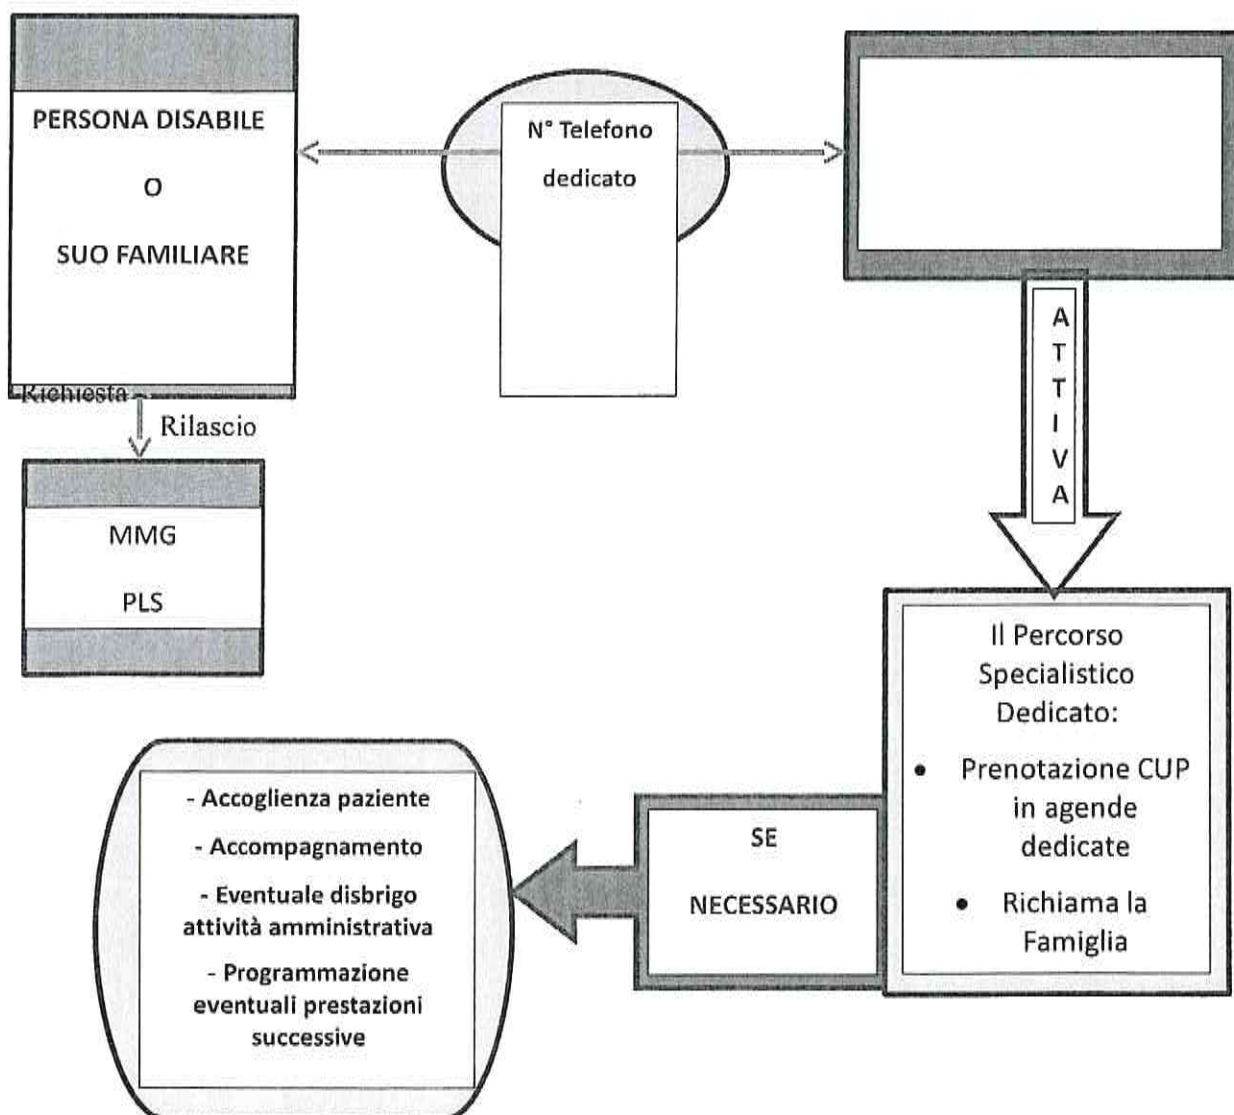 PERSONA DISABILE
O
SUO FAMILIARE
N° Telefono
dedicato
Richiesta -
Rilascio
MMG
PLS
A
T
T
I
V
A
Il Percorso
Specialistico
Dedicato:
• Prenotazione CUP
in agende
dedicate
• Richiama la
Famiglia
SE
NECESSARIO
- Accoglienza paziente
- Accompagnamento
- Eventuale disbrigo
attività amministrativa
- Programmazione
eventuali prestazioni
successive